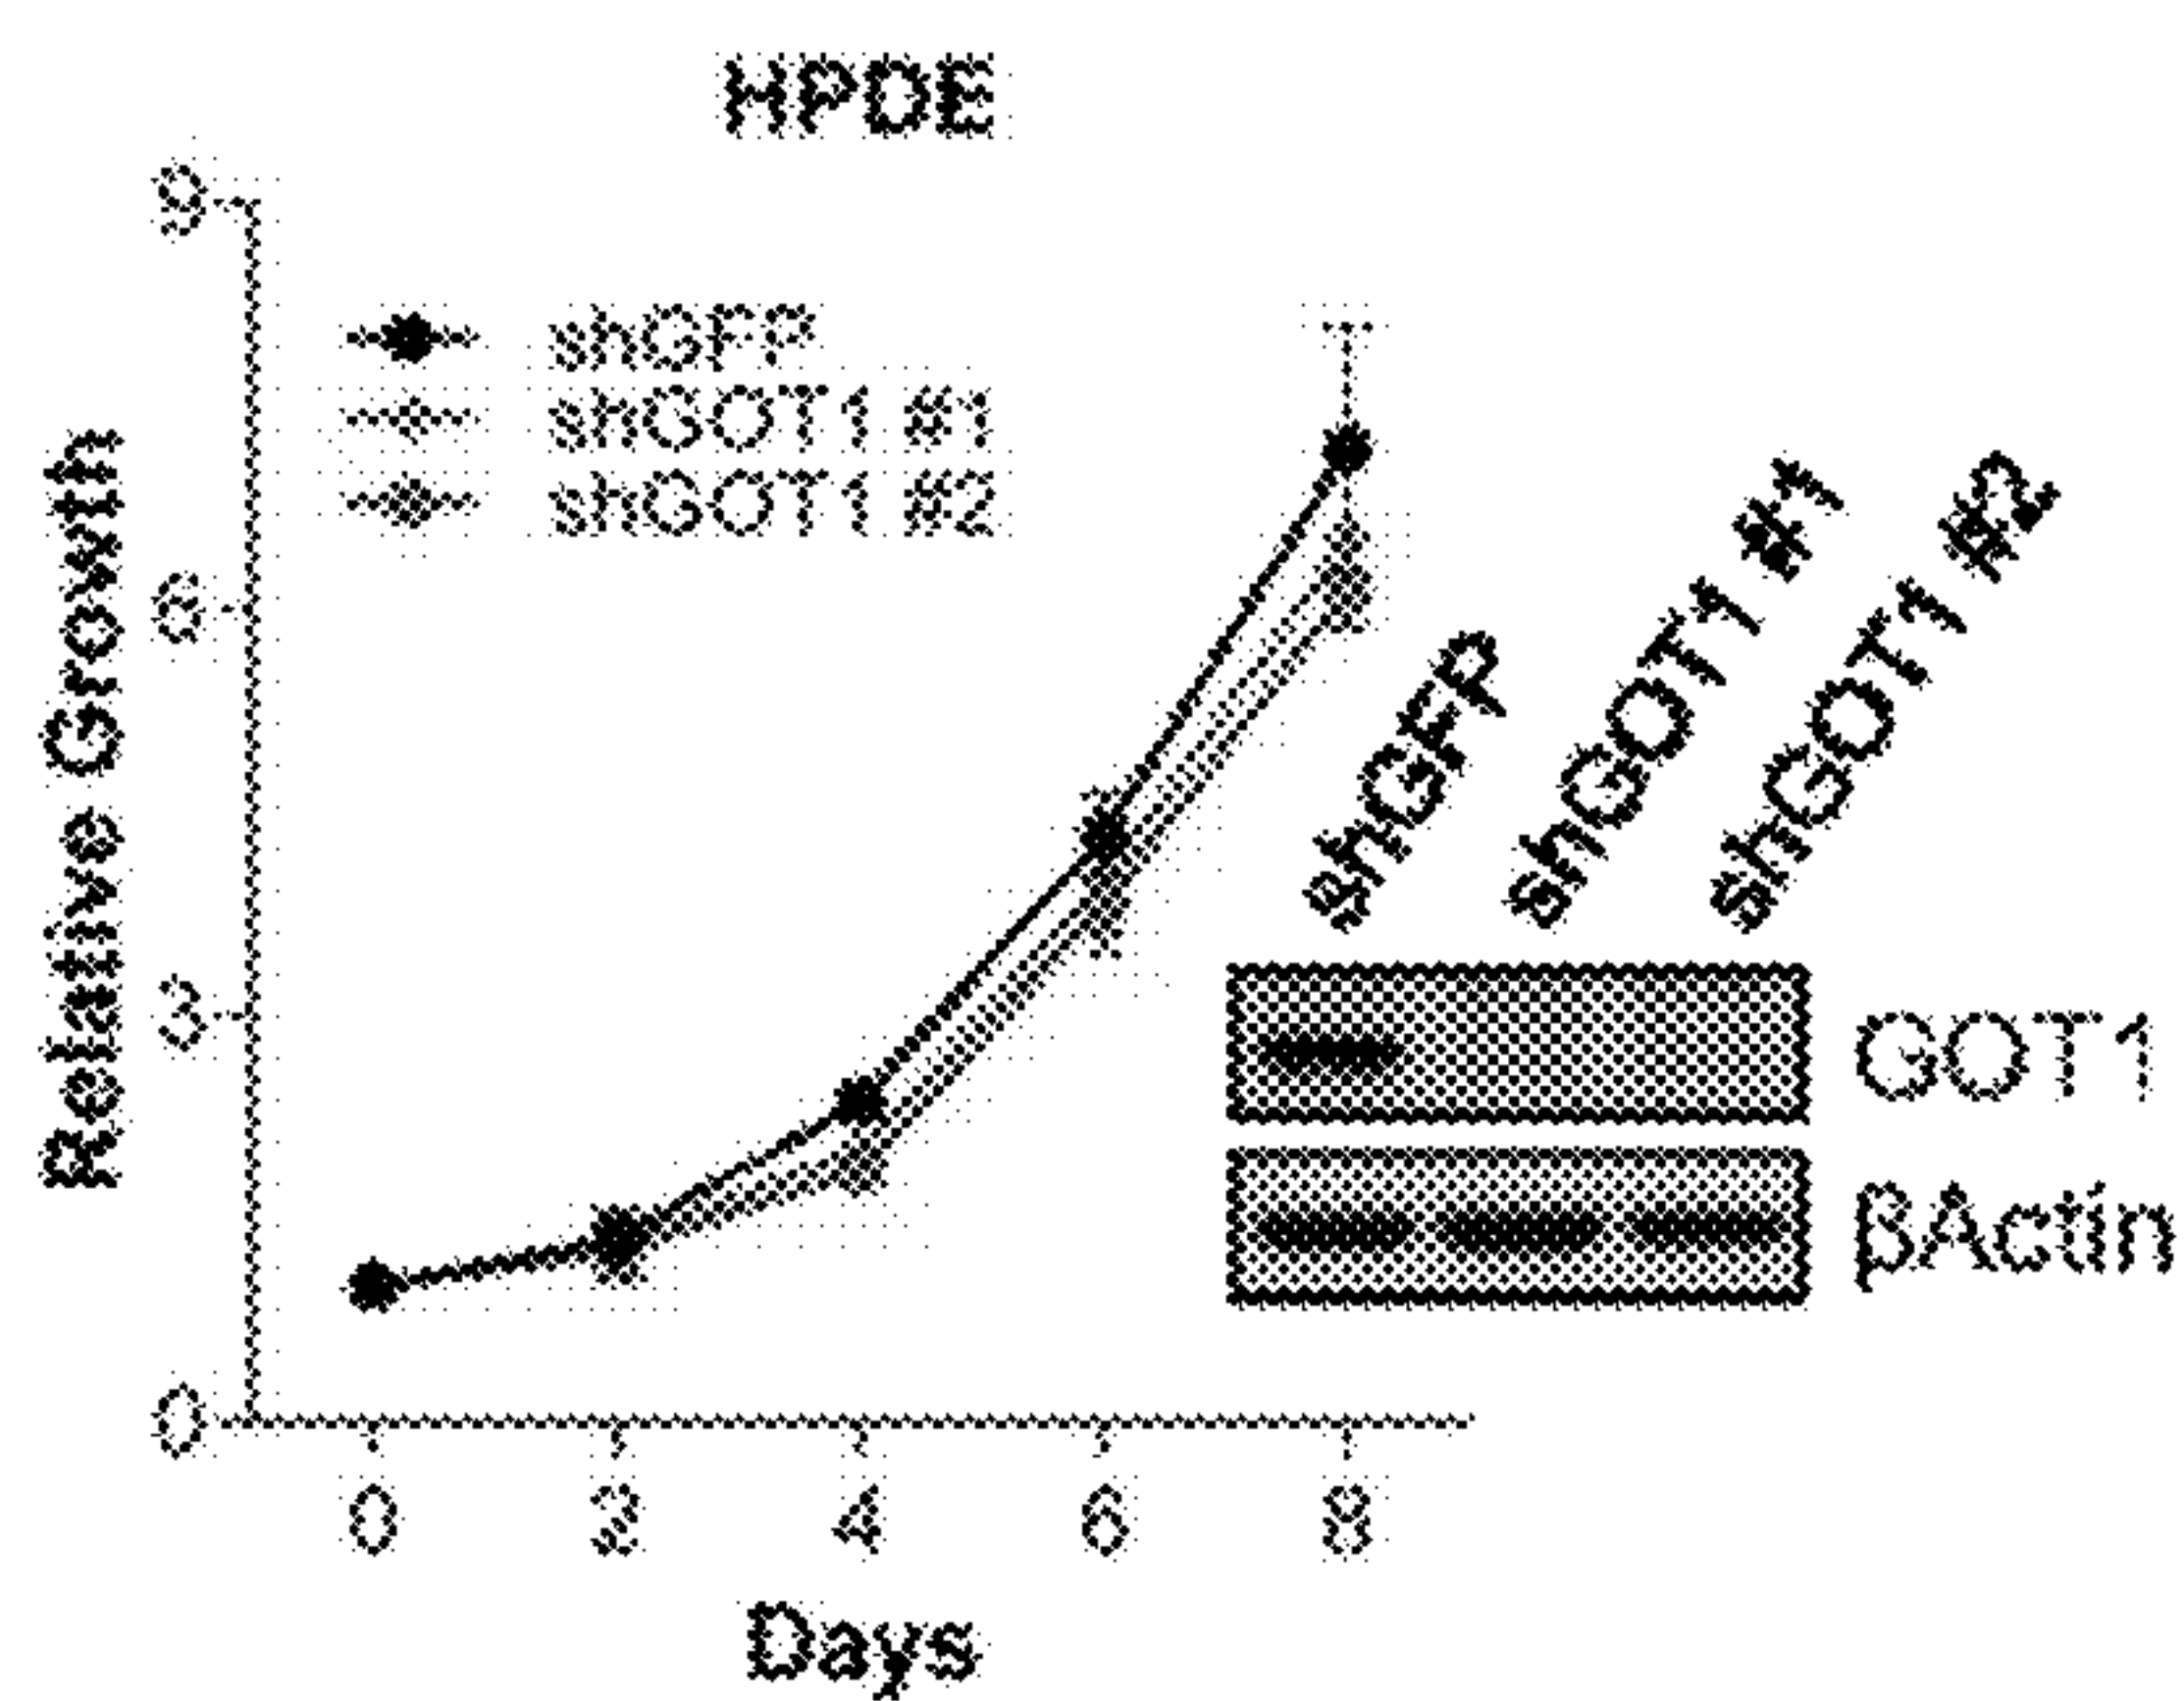 HPDE
9
6
3
0
Relative Growth
shGFP
shGOT1 #1
shGOT1 #2
0 2 4 6 8
Days
shGFP
shGOT1 #1
shGOT1 #2
GOT1
βActin